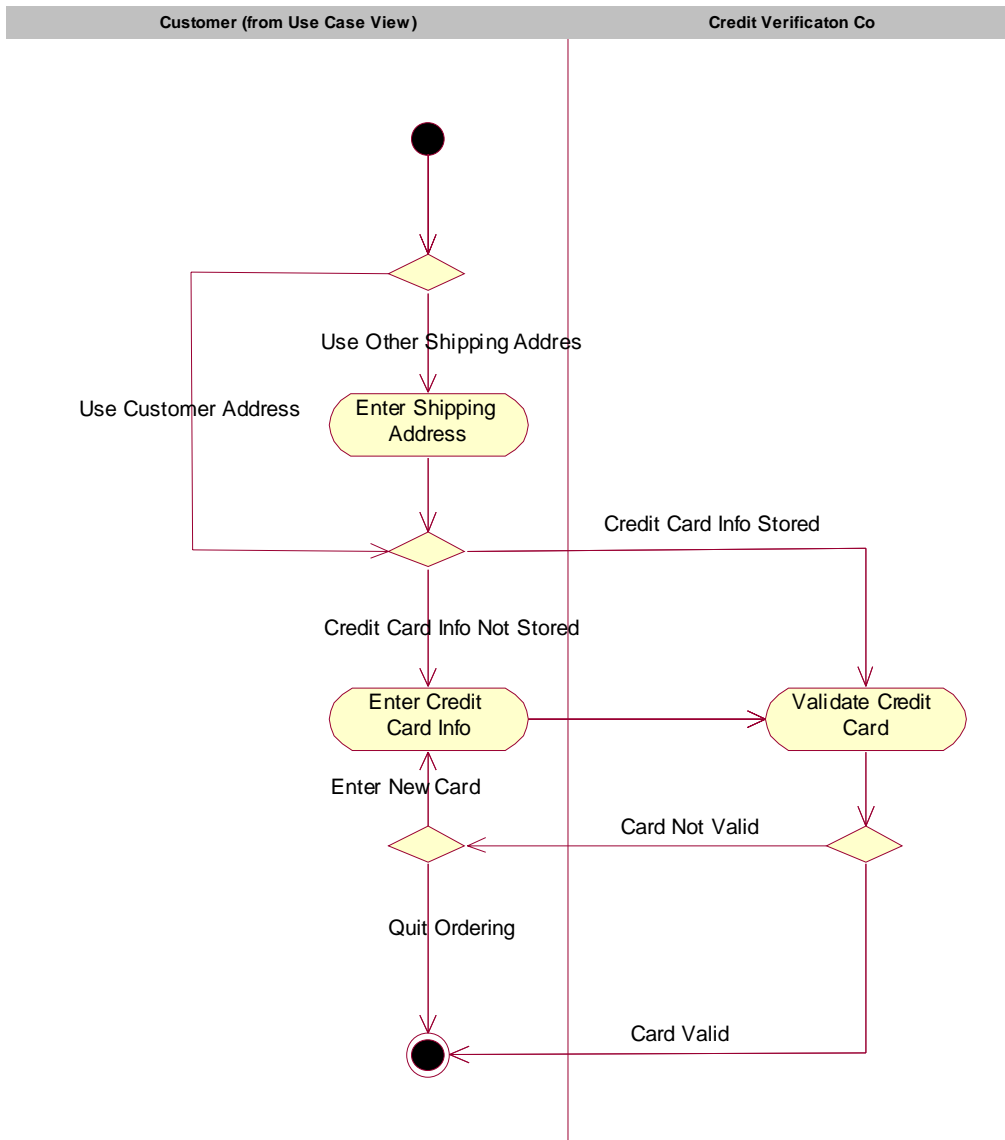 Customer (from Use Case View)
Credit Verificaton Co
Use Other Shipping Addres
Use Customer Address
Enter Shipping
Address
Credit Card Info Stored
Credit Card Info Not Stored
Enter Credit
Card Info
Validate Credit
Card
Enter New Card
Card Not Valid
Quit Ordering
Card Valid